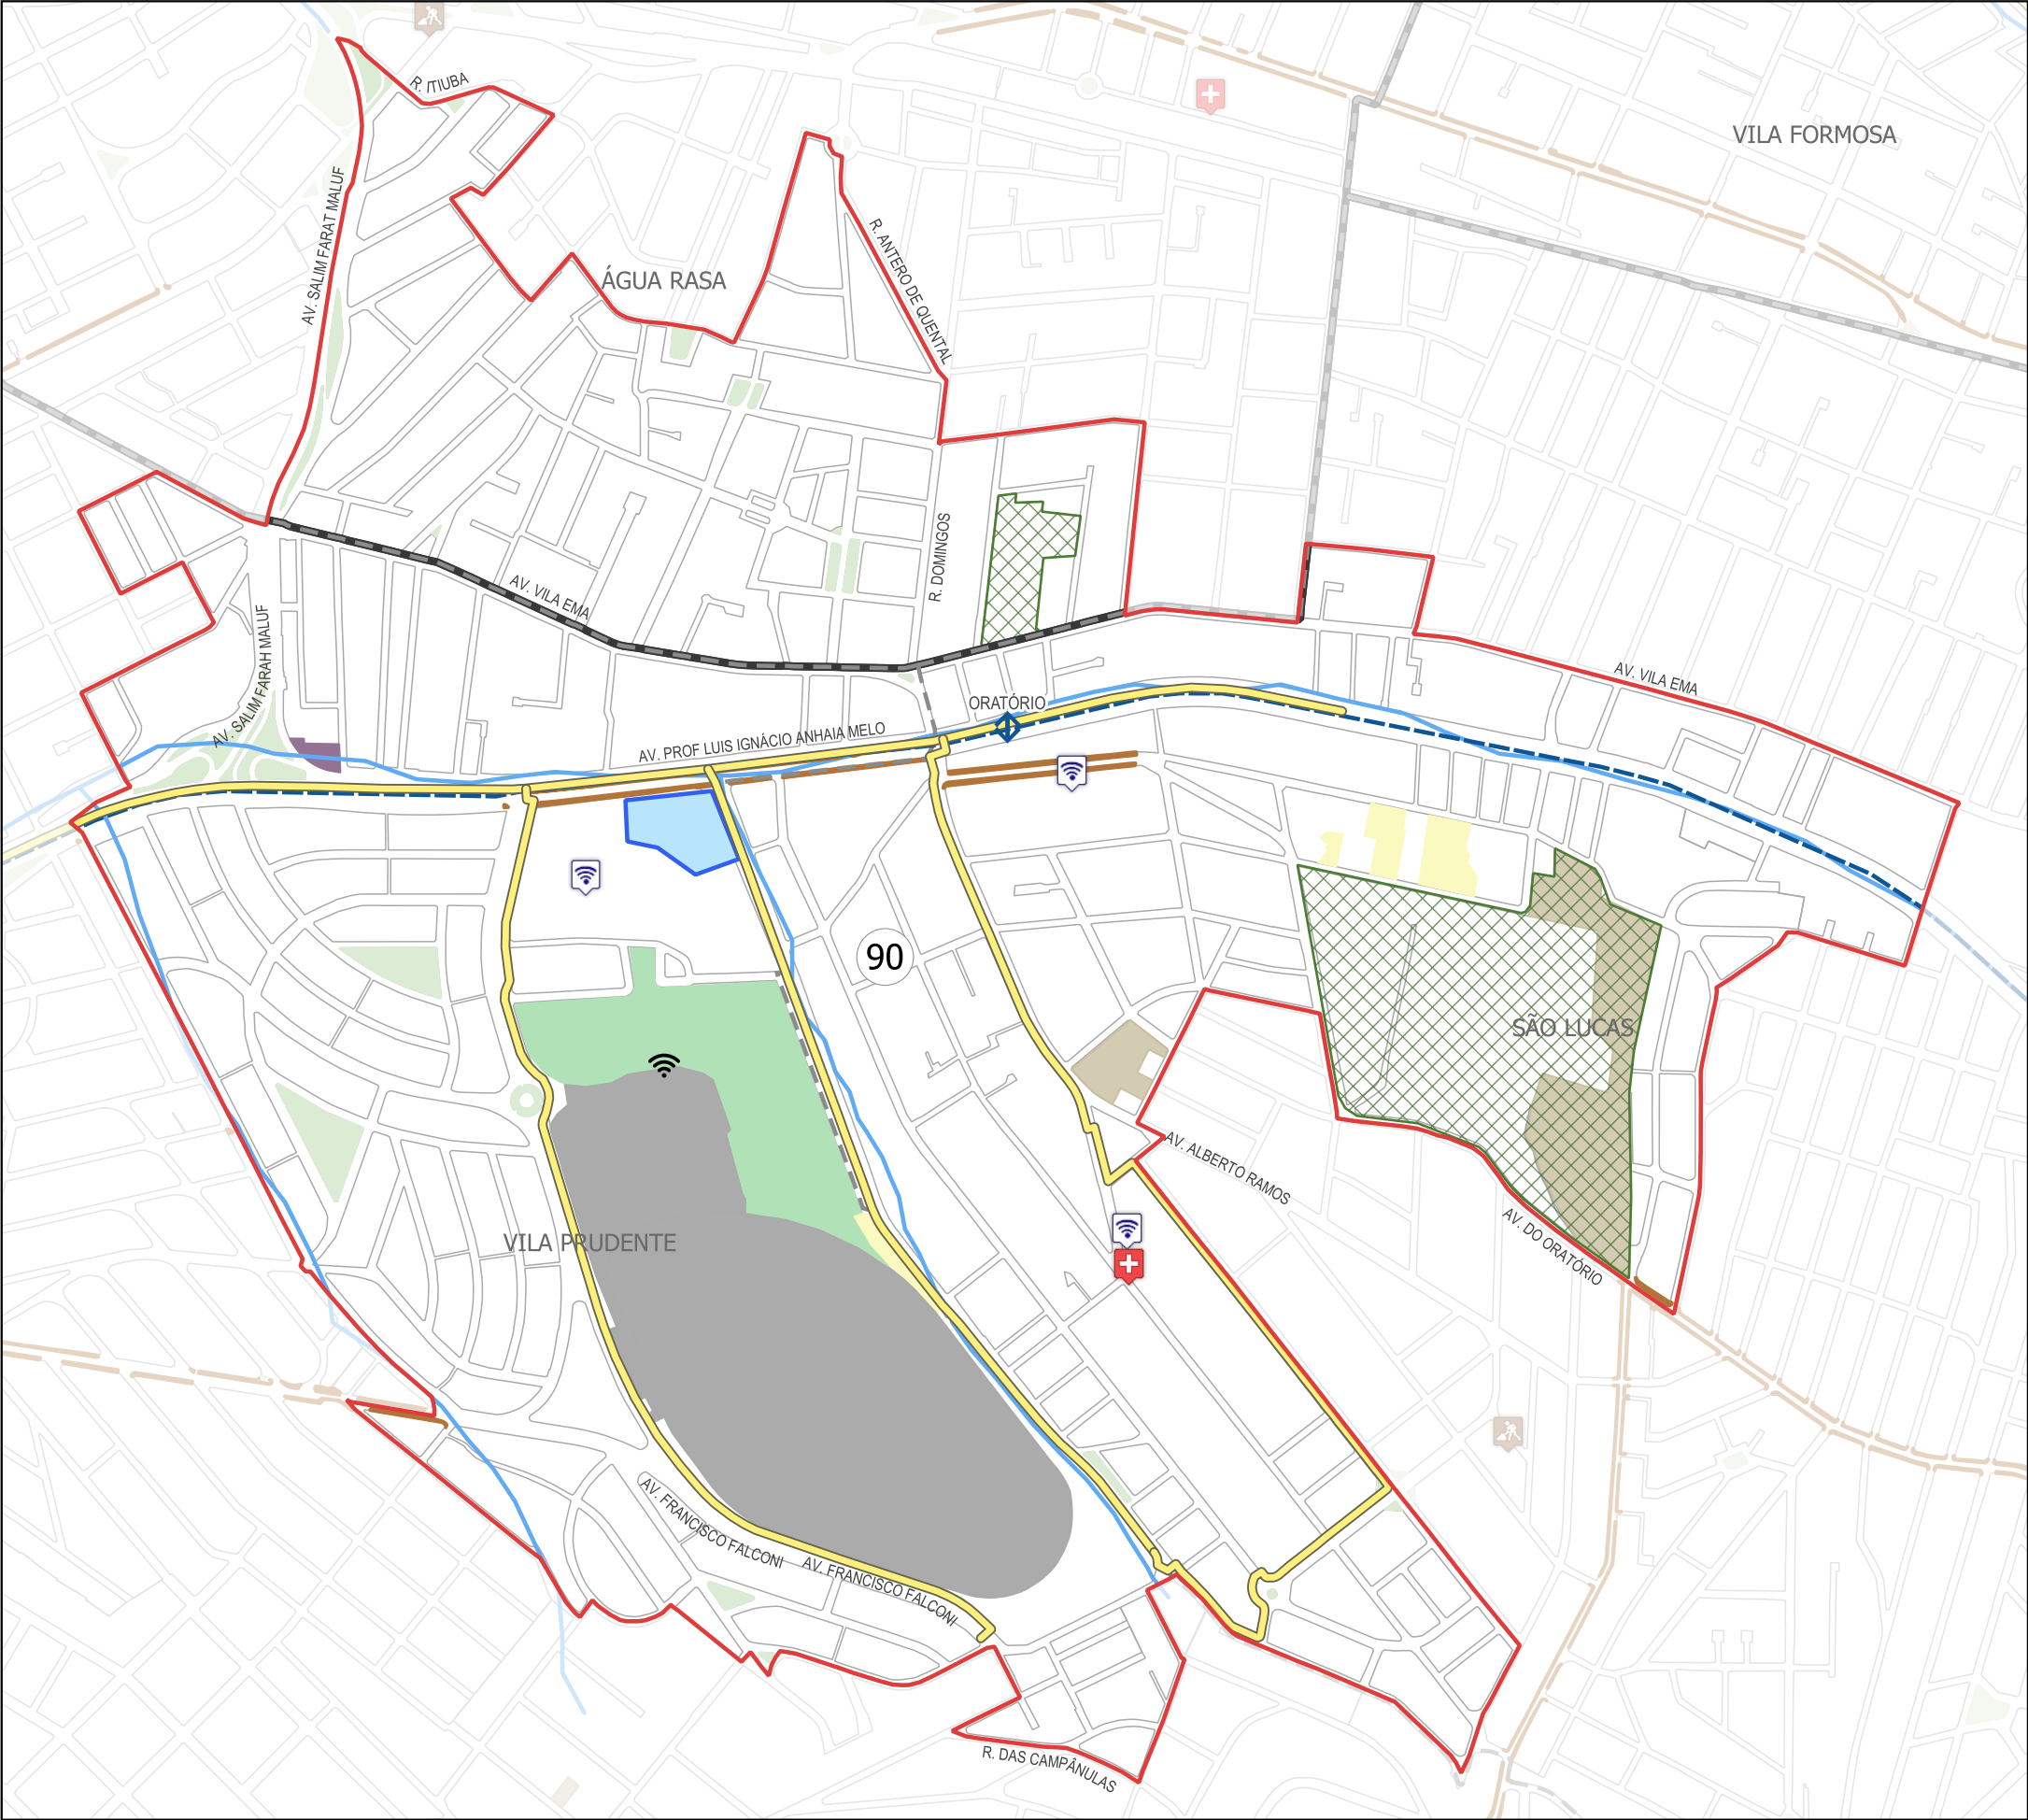 R. ITIUBA
VILA FORMOSA
AV. SALIM FARAT MALUF
ÁGUA RASA
R. ANTERO DE QUENTAL
R. DOMINGOS
AV. VILA EMA
AV. SALIM FARAH MALUF
AV. VILA EMA
ORATÓRIO
AV. PROF LUIS IGNÁCIO ANHAIA MELO
90
SÃO LUCAS
AV. ALBERTO RAMOS
VILA PRUDENTE
AV. DO ORATÓRIO
AV. FRANCISCO FALCONI
AV. FRANCISCO FALCONI
R. DAS CAMPÂNULAS